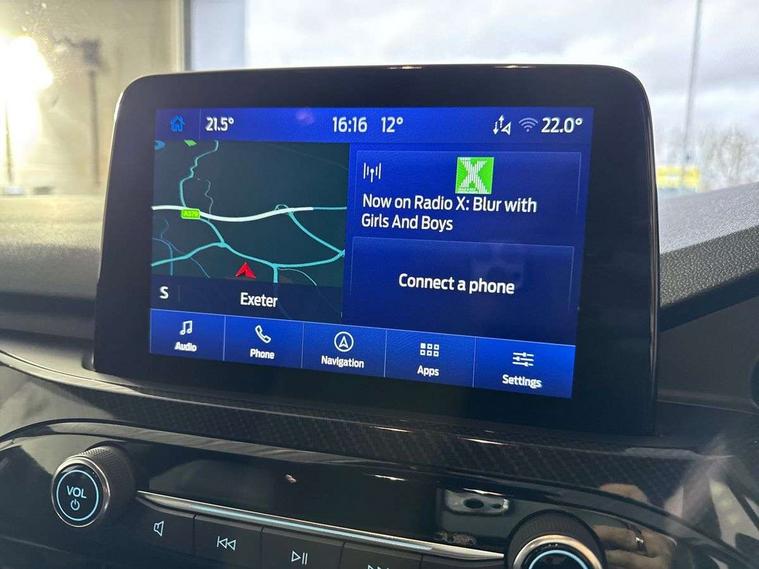 21.5° 16:16 12° 22.0°
A379
X
Now on Radio X: Blur with
Girls And Boys
Connect a phone
S
Exeter
Audio
Phone
Navigation
Apps
Settings
VOL